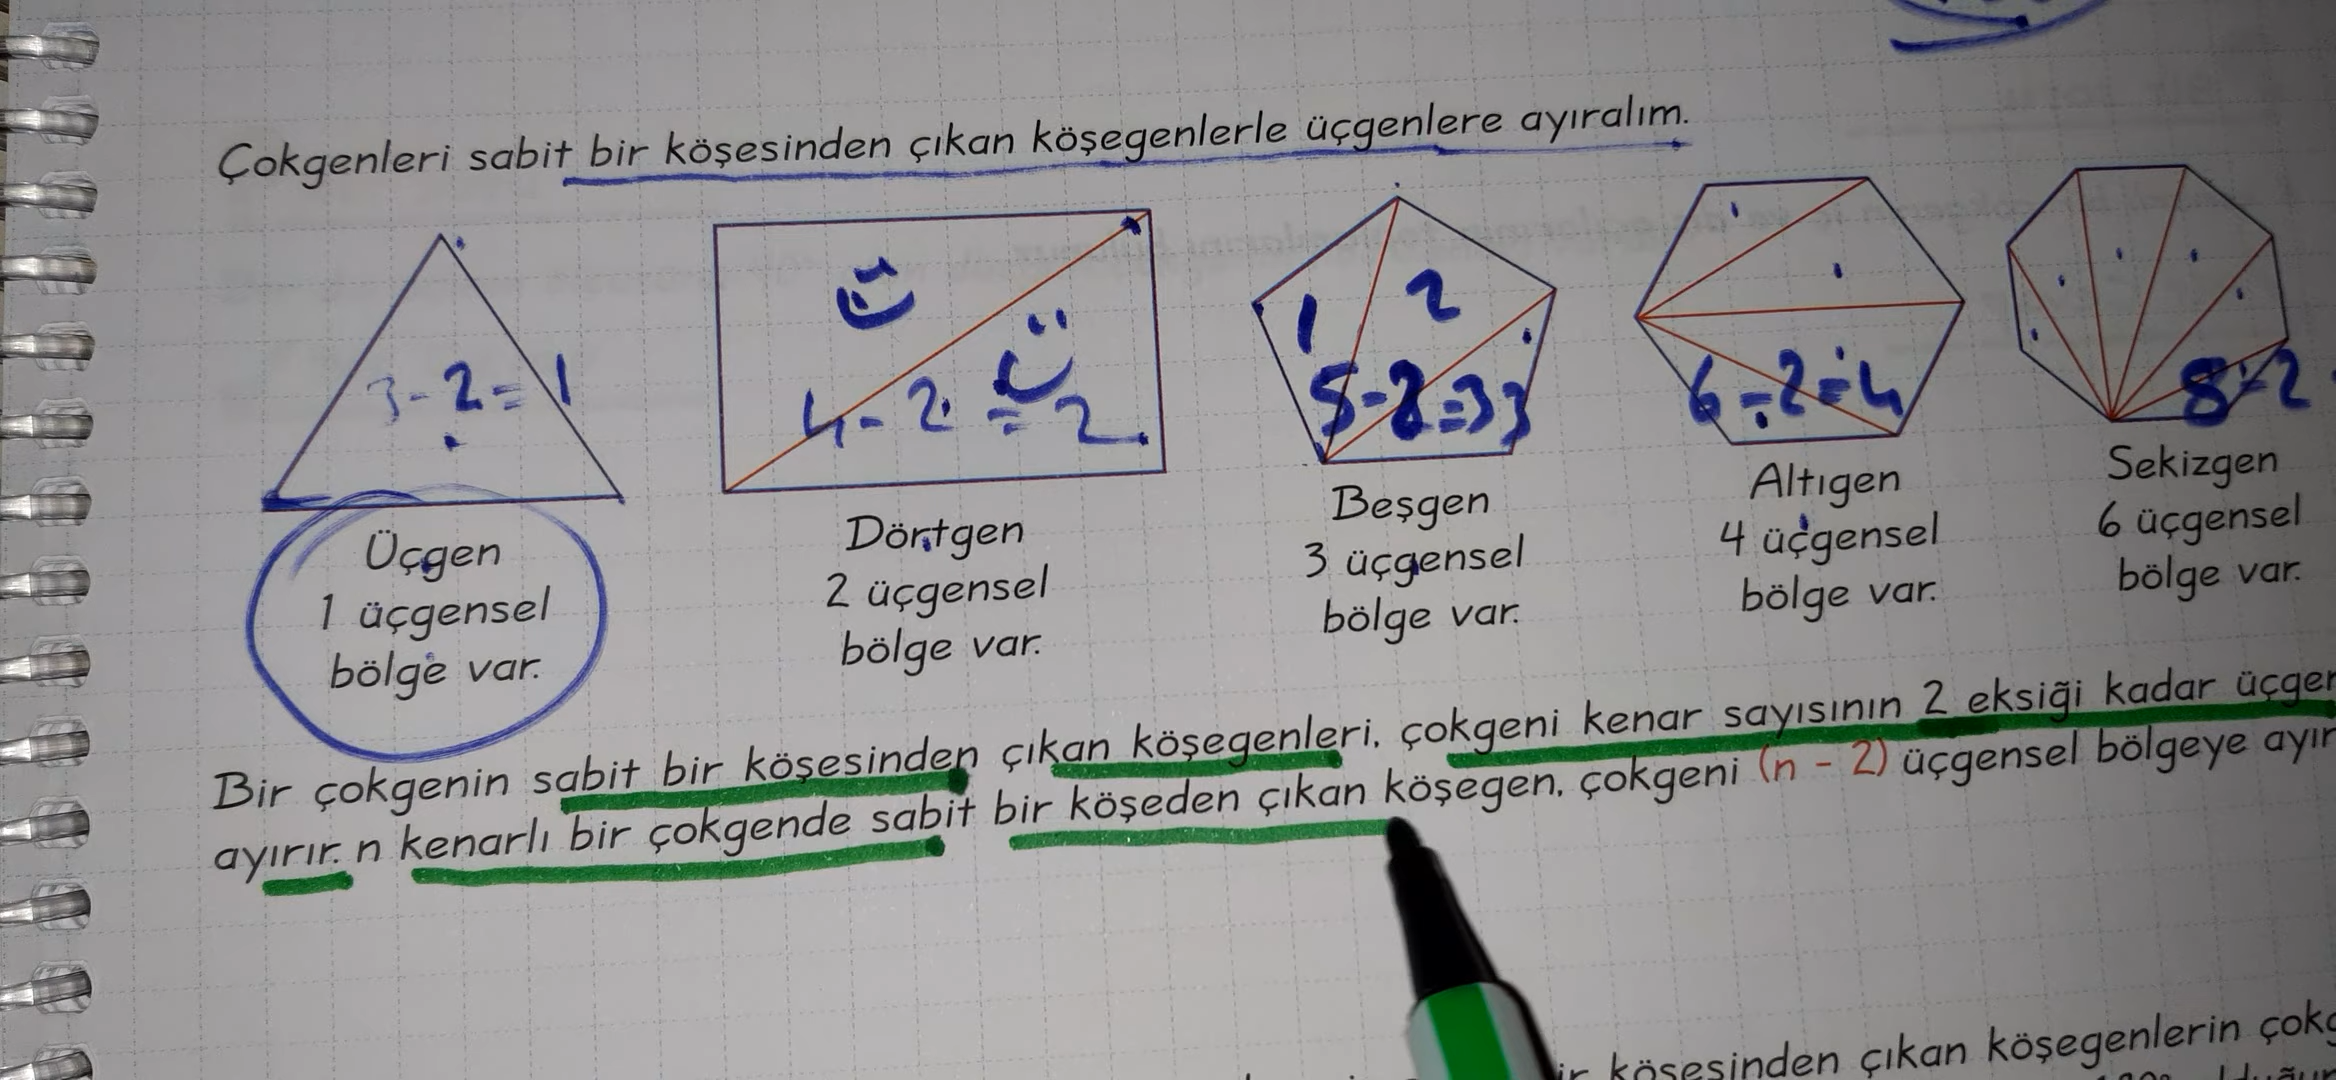 Çokgenleri sabit bir köşesinden çıkan köşegenlerle üçgenlere ayıralım.
3-2=1
4-2=2
1
2
5-2=3
3
6-2=4
8-2
Üçgen
1 üçgensel
bölge var.
Dörtgen
2 üçgensel
bölge var.
Beşgen
3 üçgensel
bölge var.
Altıgen
4 üçgensel
bölge var.
Sekizgen
6 üçgensel
bölge var.
Bir çokgenin sabit bir köşesinden çıkan köşegenleri, çokgeni kenar sayısının 2 eksiği kadar
ayırır. n kenarlı bir çokgende sabit bir köşeden çıkan köşegen, çokgeni (n - 2) üçgensel bölgeye
köşesinden çıkan köşegenlerin